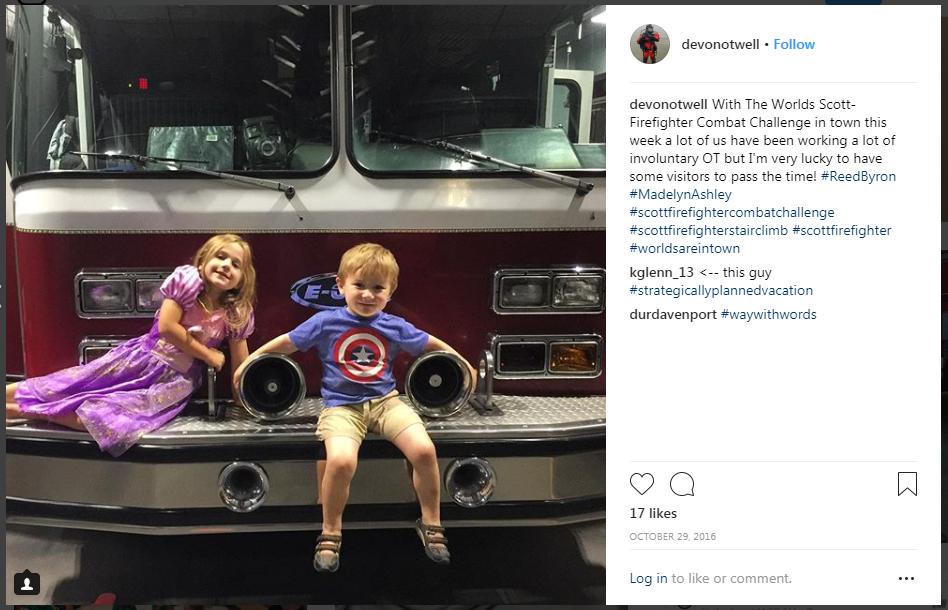 devonotwell • Follow
devonotwell With The Worlds Scott-
Firefighter Combat Challenge in town this
week a lot of us have been working a lot of
involuntary OT but I'm very lucky to have
some visitors to pass the time! #ReedByron
#MadelynAshley
#scottfirefightercombatchallenge
#scottfirefighterstairclimb #scottfirefighter
#worldsareintown
kglenn_13 <-- this guy
#strategicallyplannedvacation
durdavenport #waywithwords
17 likes
OCTOBER 29, 2016
Log in to like or comment.